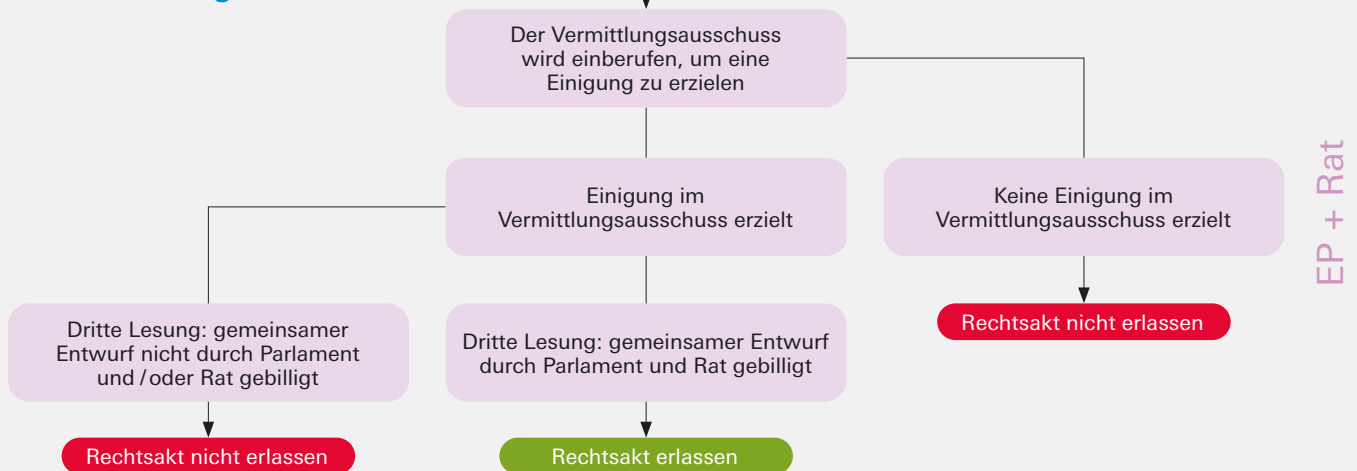 Der Vermittlungsausschuss
wird einberufen, um eine
Einigung zu erzielen
Einigung im
Vermittlungsausschuss erzielt
Keine Einigung im
Vermittlungsausschuss erzielt
EP + Rat
Rechtsakt nicht erlassen
Dritte Lesung: gemeinsamer
Entwurf nicht durch Parlament
und/oder Rat gebilligt
Dritte Lesung: gemeinsamer Entwurf
durch Parlament und Rat gebilligt
Rechtsakt nicht erlassen
Rechtsakt erlassen